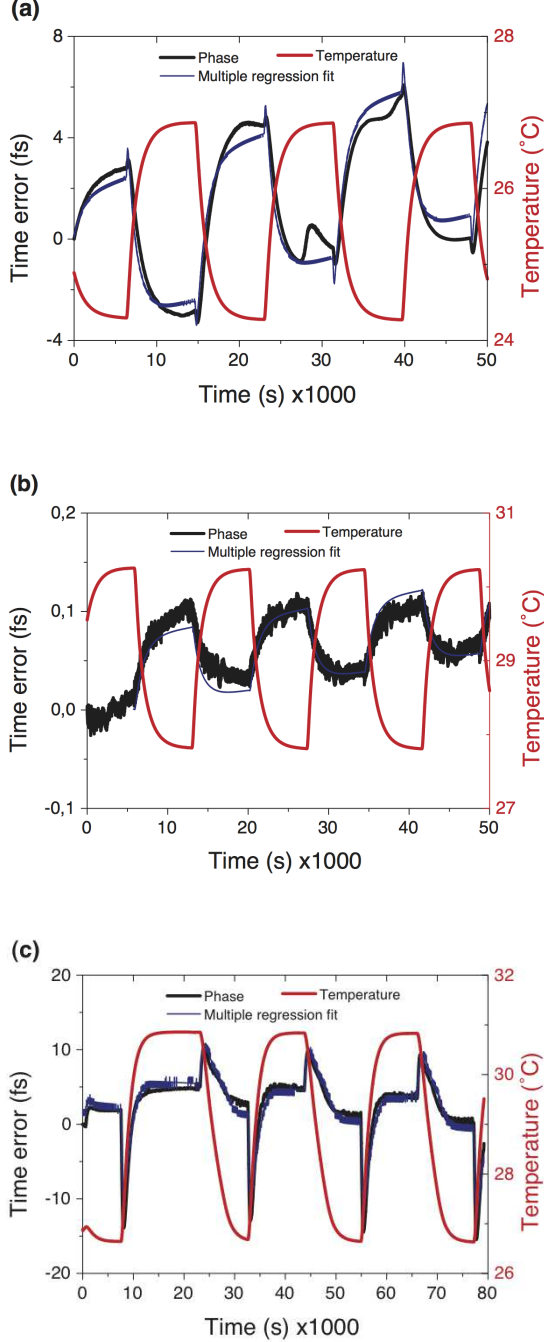 (a)
8
28
Phase
Temperature
Multiple regression fit
4
26
0
-4
24
0
10
20
30
40
50
Time error (fs)
Temperature (°C)
Time (s) x1000
(b)
0,2
31
Phase
Temperature
Multiple regression fit
0,1
29
0,0
-0,1
27
0
10
20
30
40
50
Time error (fs)
Temperature (°C)
Time (s) x1000
(c)
20
32
Phase
Temperature
Multiple regression fit
10
30
0
28
-10
-20
26
0
10
20
30
40
50
60
70
80
Time error (fs)
Temperature (°C)
Time (s) x1000